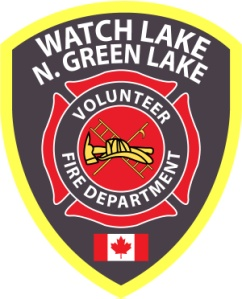 WATCH LAKE
N. GREEN LAKE
VOLUNTEER
FIRE DEPARTMENT